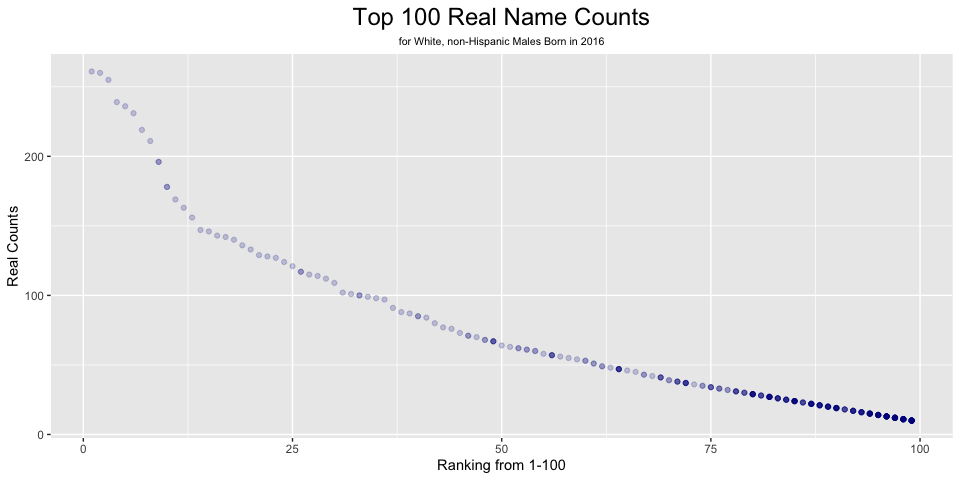 Top 100 Real Name Counts
for White, non-Hispanic Males Born in 2016
Real Counts
200
100
0
0 25 50 75 100
Ranking from 1-100